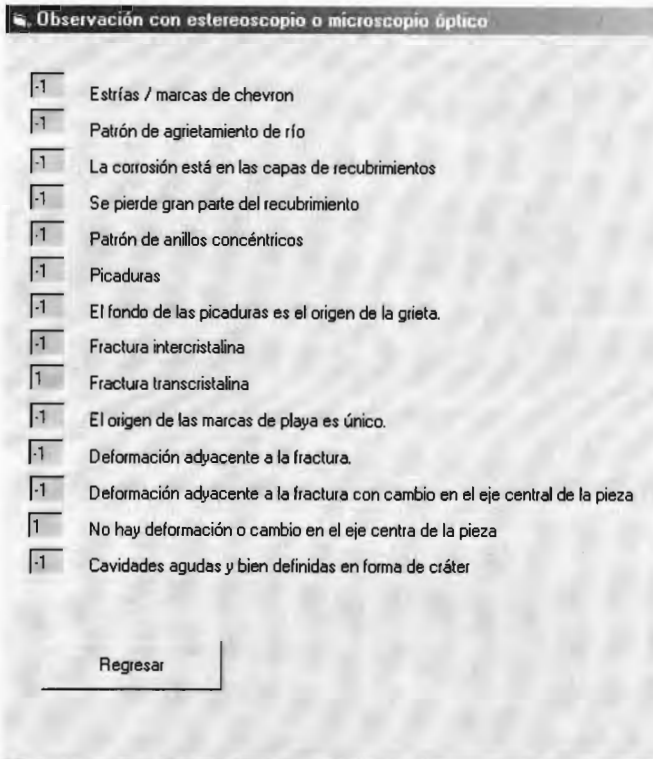 Observación con estereoscopio o microscopio óptico
-1 Estrías / marcas de chevron
-1 Patrón de agrietamiento de río
-1 La corrosión está en las capas de recubrimientos
-1 Se pierde gran parte del recubrimiento
-1 Patrón de anillos concéntricos
-1 Picaduras
-1 El fondo de las picaduras es el origen de la grieta.
-1 Fractura intercristalina
1 Fractura transcristalina
-1 El origen de las marcas de playa es único.
-1 Deformación adyacente a la fractura.
-1 Deformación adyacente a la fractura con cambio en el eje central de la pieza
1 No hay deformación o cambio en el eje centra de la pieza
-1 Cavidades agudas y bien definidas en forma de cráter
Regresar